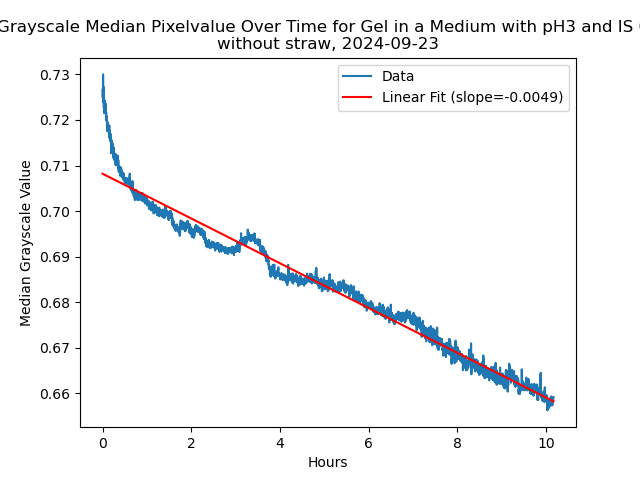 Grayscale Median Pixelvalue Over Time for Gel in a Medium with pH3 and IS
without straw, 2024-09-23
Data
Linear Fit (slope=-0.0049)
Median Grayscale Value
0.73
0.72
0.71
0.70
0.69
0.68
0.67
0.66
0 2 4 6 8 10
Hours